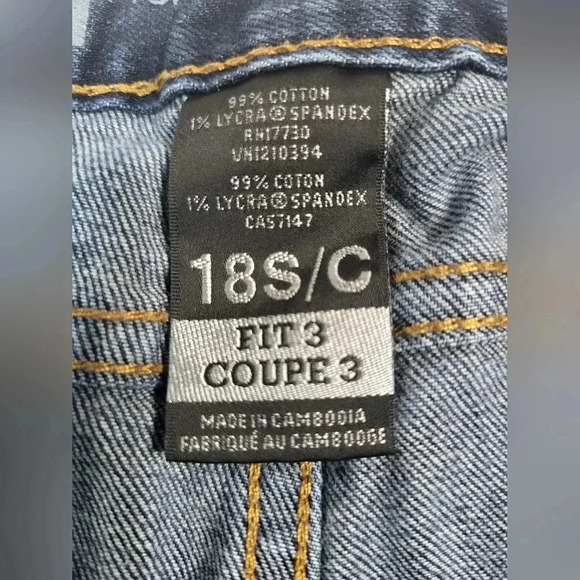 99% COTTON
1% LYCRA® SPANDEX
RN17730
VN1210394
99% COTON
1% LYCRA® SPANDEX
CA57147
18S/C
FIT 3
COUPE 3
MADE IN CAMBODIA
FABRIQUÉ AU CAMBODGE